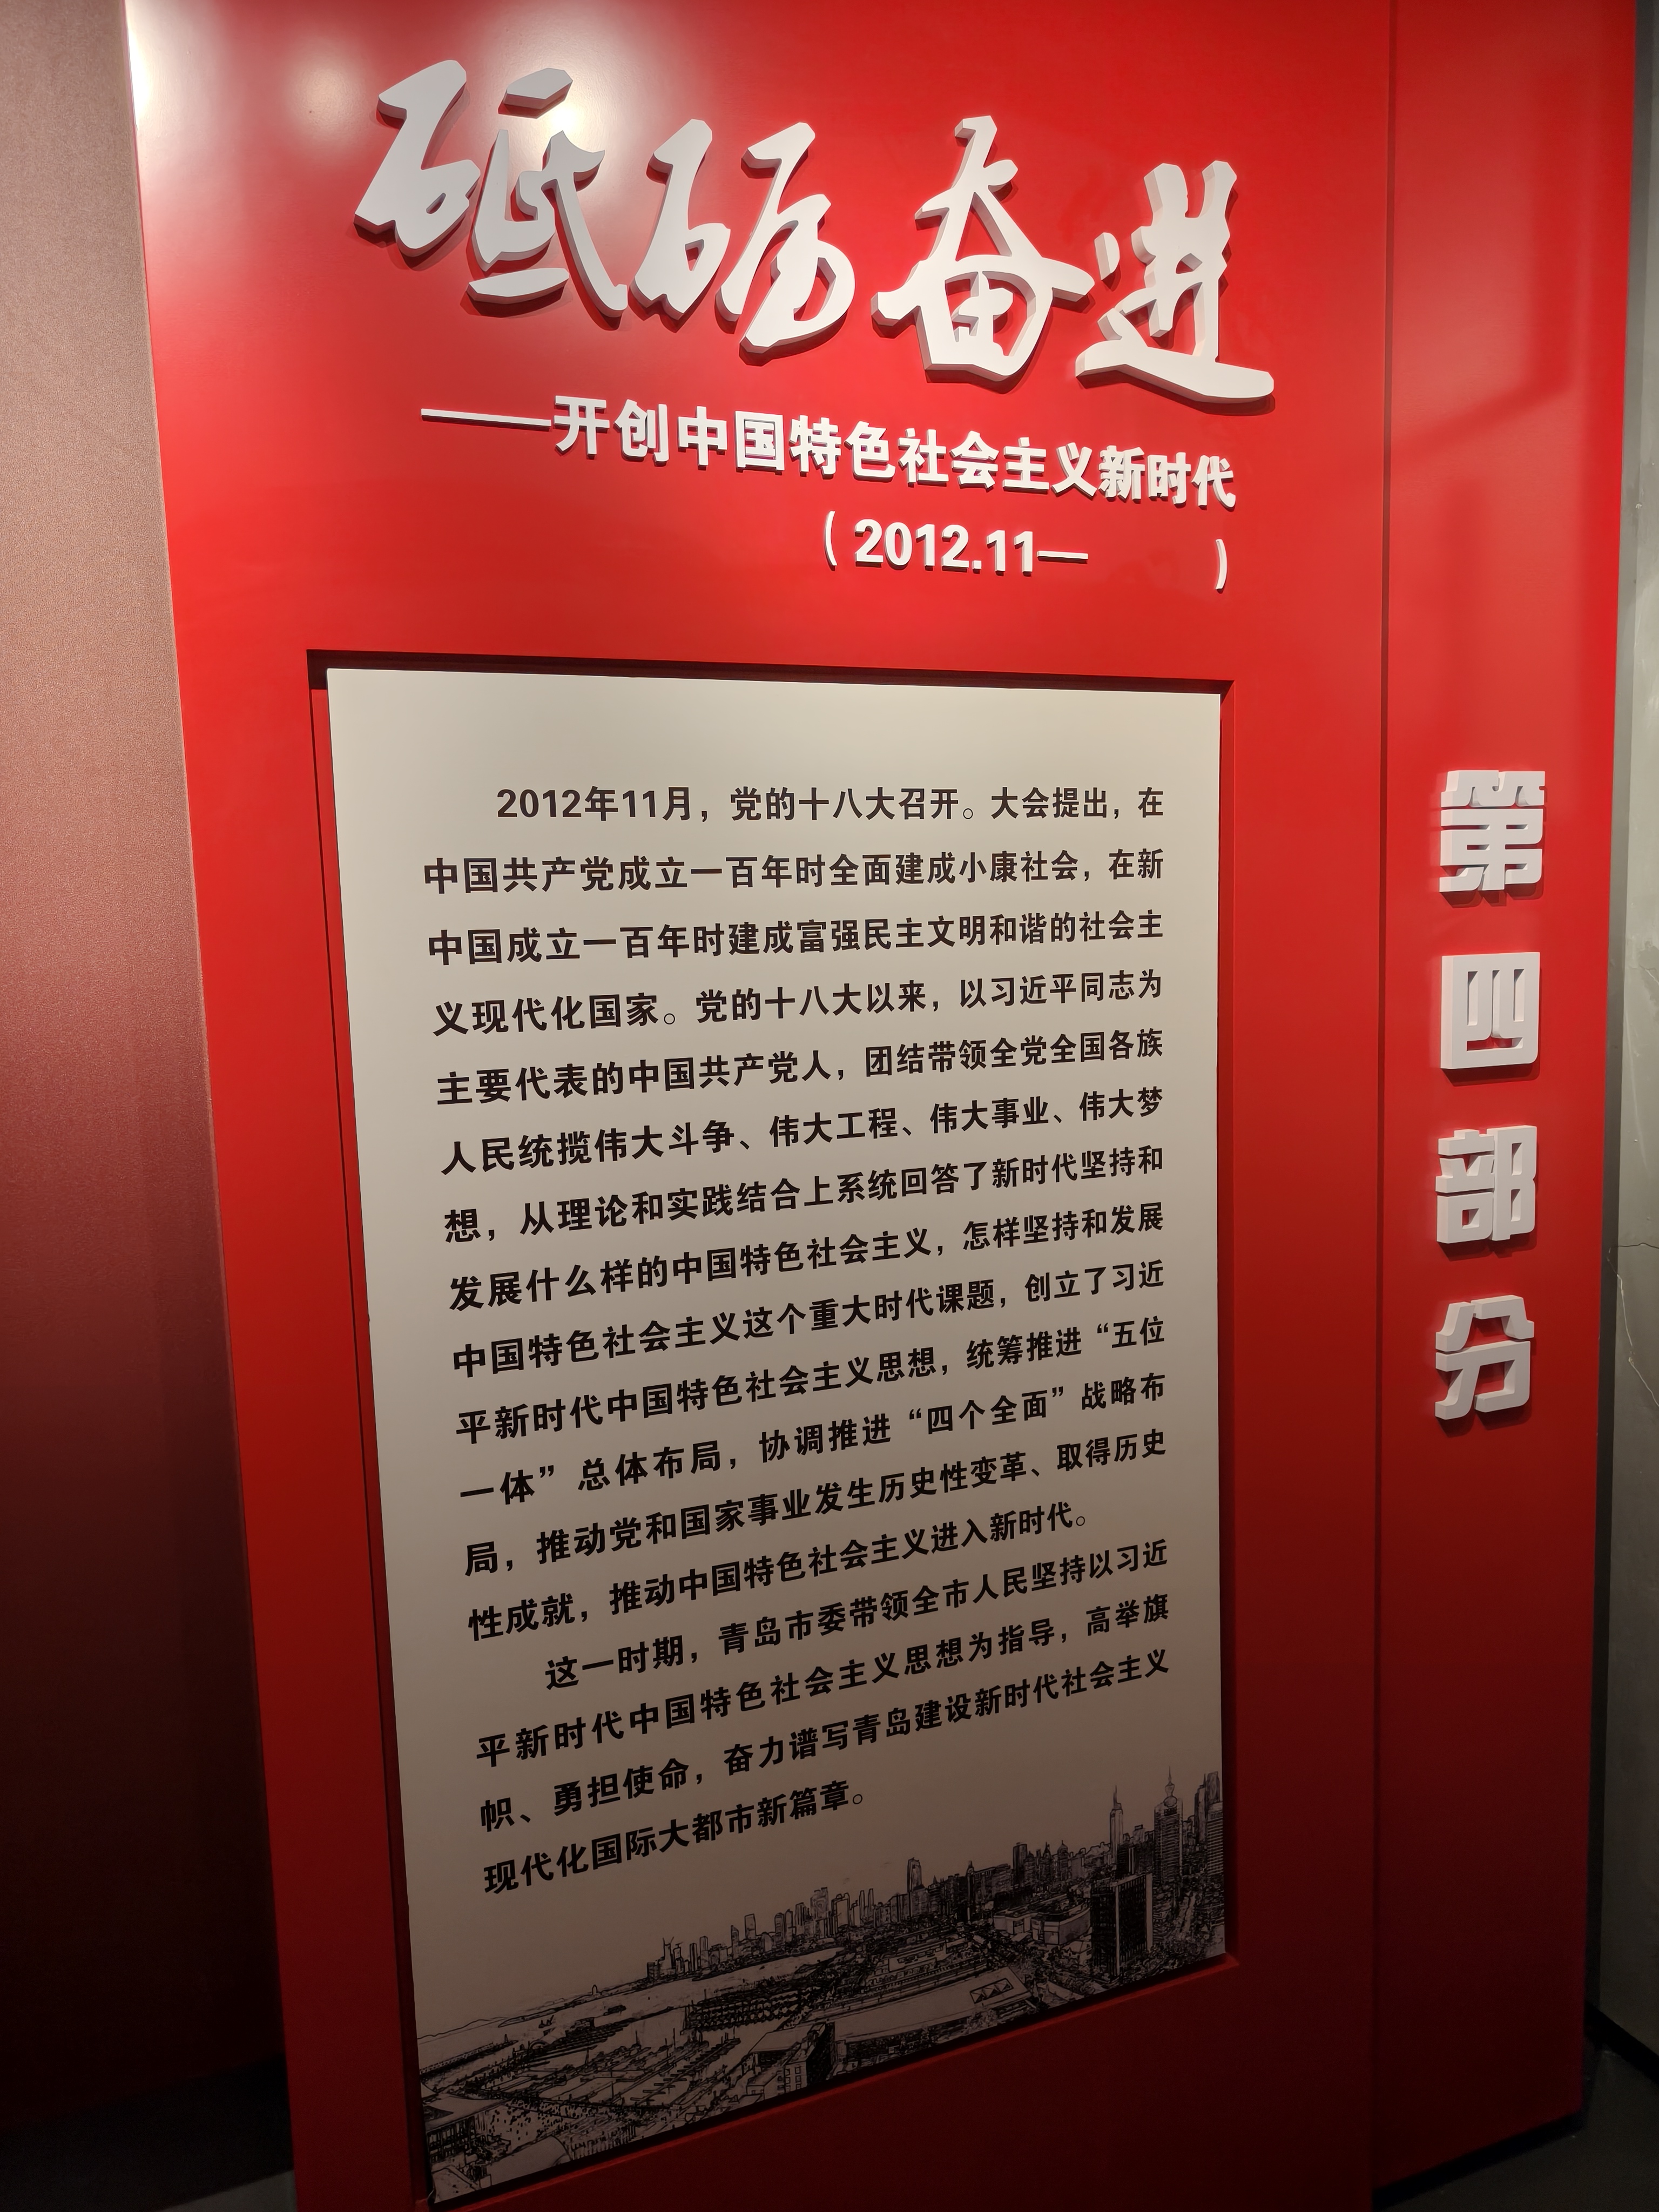 砥砺奋进
——开创中国特色社会主义新时代
(2012.11— )
2012年11月，党的十八大召开。大会提出，在
中国共产党成立一百年时全面建成小康社会，在新
中国成立一百年时建成富强民主文明和谐的社会主
义现代化国家。党的十八大以来，以习近平同志为
主要代表的中国共产党人，团结带领全党全国各族
人民统揽伟大斗争、伟大工程、伟大事业、伟大梦
想，从理论和实践结合上系统回答了新时代坚持和
发展什么样的中国特色社会主义，怎样坚持和发展
中国特色社会主义这个重大时代课题，创立了习近
平新时代中国特色社会主义思想，统筹推进“五位
一体”总体布局，协调推进“四个全面”战略布
局，推动党和国家事业发生历史性变革、取得历史
性成就，推动中国特色社会主义进入新时代。
这一时期，青岛市委带领全市人民坚持以习近
平新时代中国特色社会主义思想为指导，高举旗
帜、勇担使命，奋力谱写青岛建设新时代社会主义
现代化国际大都市新篇章。
第四部分